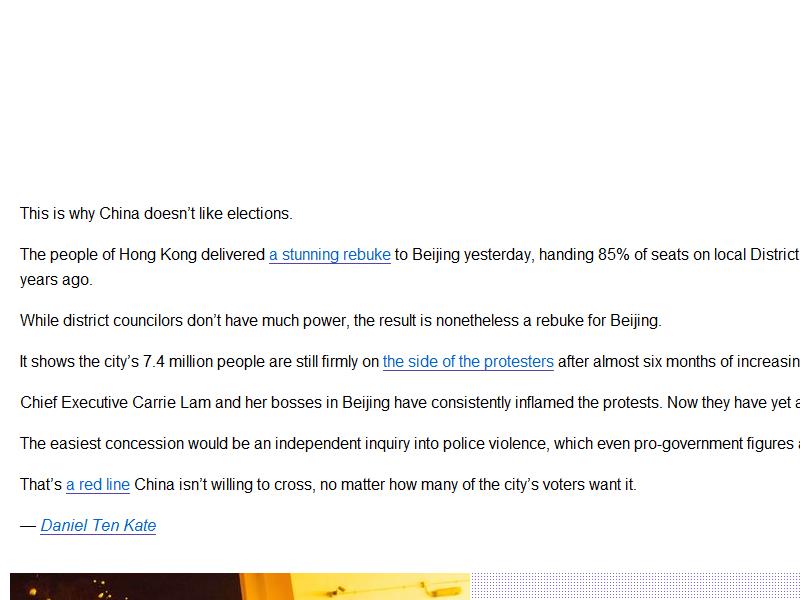 This is why China doesn’t like elections.
The people of Hong Kong delivered a stunning rebuke to Beijing yesterday, handing 85% of seats on local District
years ago.
While district councilors don’t have much power, the result is nonetheless a rebuke for Beijing.
It shows the city’s 7.4 million people are still firmly on the side of the protesters after almost six months of increasin
Chief Executive Carrie Lam and her bosses in Beijing have consistently inflamed the protests. Now they have yet a
The easiest concession would be an independent inquiry into police violence, which even pro-government figures a
That’s a red line China isn’t willing to cross, no matter how many of the city’s voters want it.
— Daniel Ten Kate